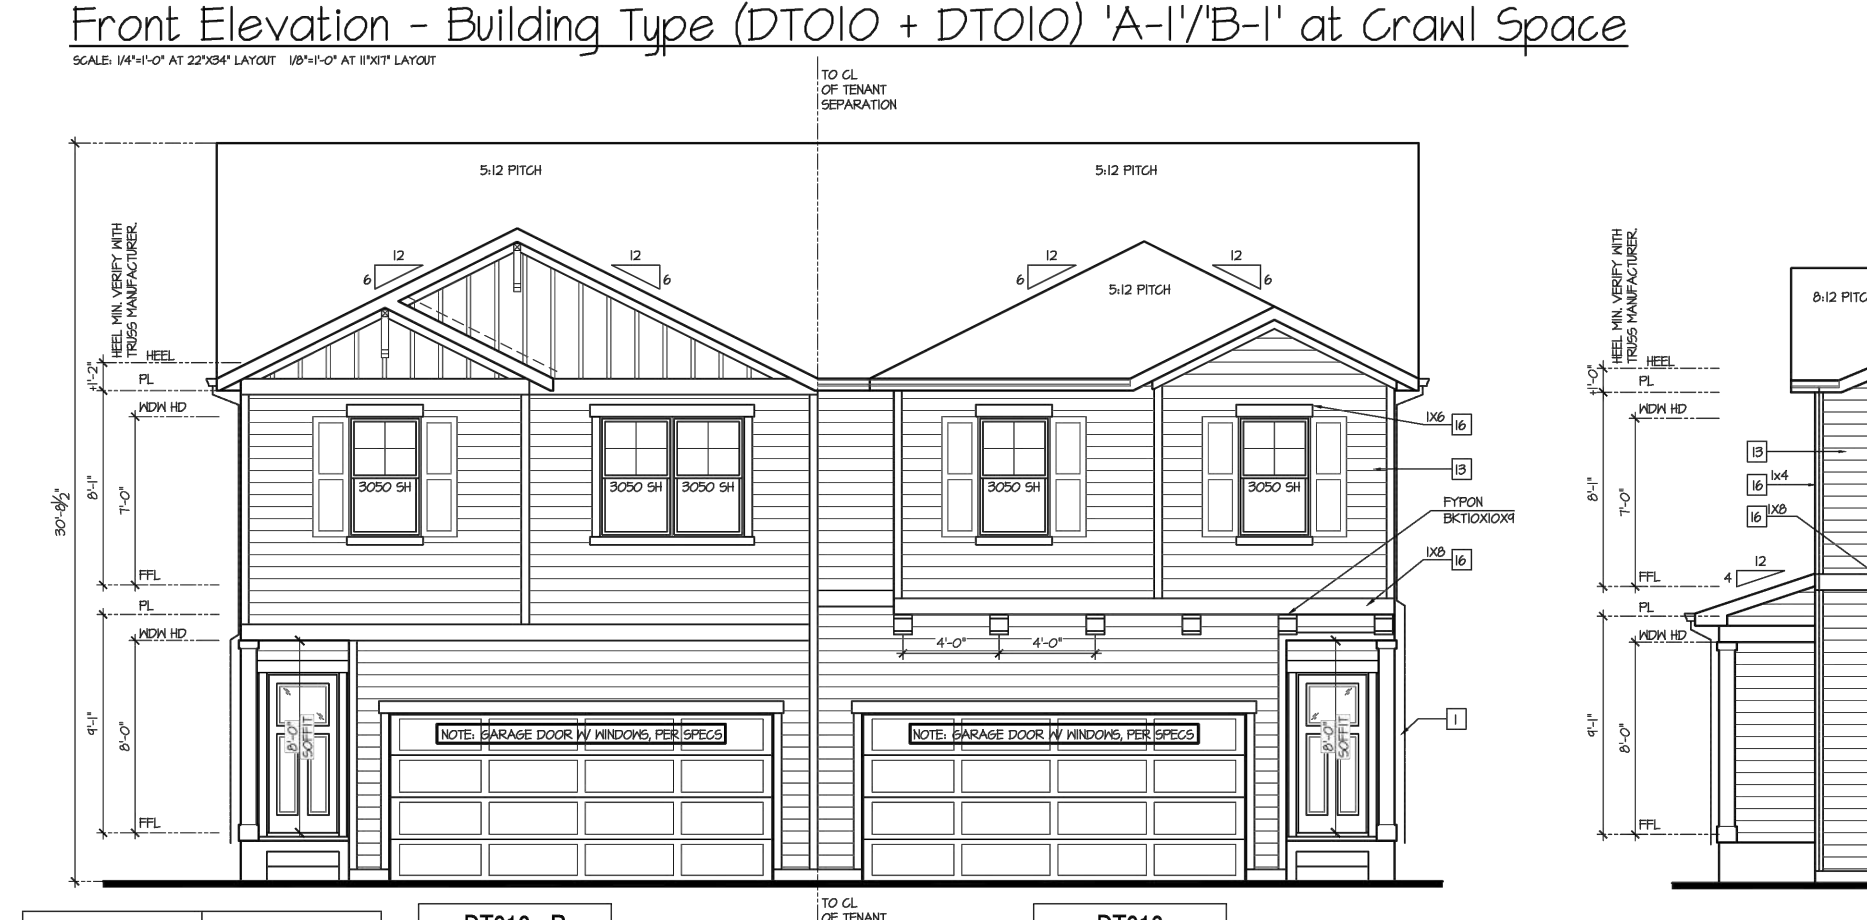 Front Elevation - Building Type (DT010 + DT010) 'A-1'/'B-1' at Crawl Space
SCALE: 1/4"=1'-0" AT 22"X34" LAYOUT 1/8"=1'-0" AT 11"X17" LAYOUT
TO CL
OF TENANT
SEPARATION
5:12 PITCH
5:12 PITCH
12
6
12
6
12
6
12
6
5:12 PITCH
8:12 PITC
HEEL MIN. VERIFY WITH
TRUSS MANUFACTURER.
HEEL MIN. VERIFY WITH
TRUSS MANUFACTURER.
HEEL
PL
WDW HD
FFL
PL
WDW HD
FFL
±1'-2"
8'-1"
7'-0"
30'-8½"
9'-1"
8'-0"
3050 SH
3050 SH
3050 SH
3050 SH
3050 SH
1X6
16
13
FYPON
BKT10X10X9
1X8
16
1
4'-0"
4'-0"
8'-0"
SOFFIT
8'-0"
SOFFIT
NOTE: GARAGE DOOR W/ WINDOWS, PER SPECS
NOTE: GARAGE DOOR W/ WINDOWS, PER SPECS
HEEL
PL
WDW HD
FFL
PL
WDW HD
FFL
±1'-0"
8'-1"
7'-0"
9'-1"
8'-0"
13
16
1x4
16
1X8
12
4
TO CL
OF TENANT